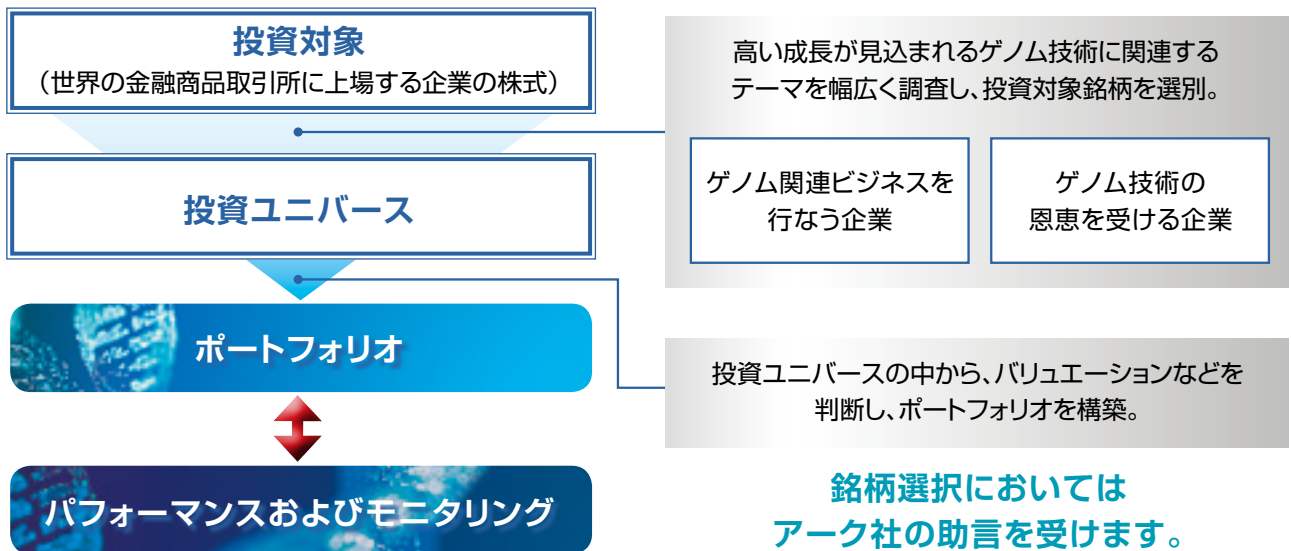 投資対象
（世界の金融商品取引所に上場する企業の株式）
高い成長が見込まれるゲノム技術に関連する
テーマを幅広く調査し、投資対象銘柄を選別。
ゲノム関連ビジネスを
行なう企業
ゲノム技術の
恩恵を受ける企業
投資ユニバース
ポートフォリオ
投資ユニバースの中から、バリュエーションなどを
判断し、ポートフォリオを構築。
パフォーマンスおよびモニタリング
銘柄選択においては
アーク社の助言を受けます。